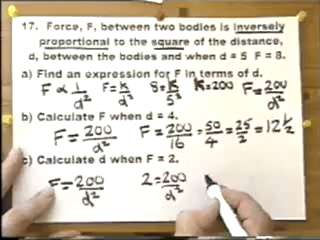 17. Force, F, between two bodies is inversely
proportional to the square of the distance,
d, between the bodies and when d = 5 F = 8.
a) Find an expression for F in terms of d.
F ∝ 1/d² F = k/d² 8 = k/5² k = 200 F = 200/d²
b) Calculate F when d = 4.
F = 200/d² F = 200/16 = 50/4 = 25/2 = 12½
c) Calculate d when F = 2.
F = 200/d² 2 = 200/d²